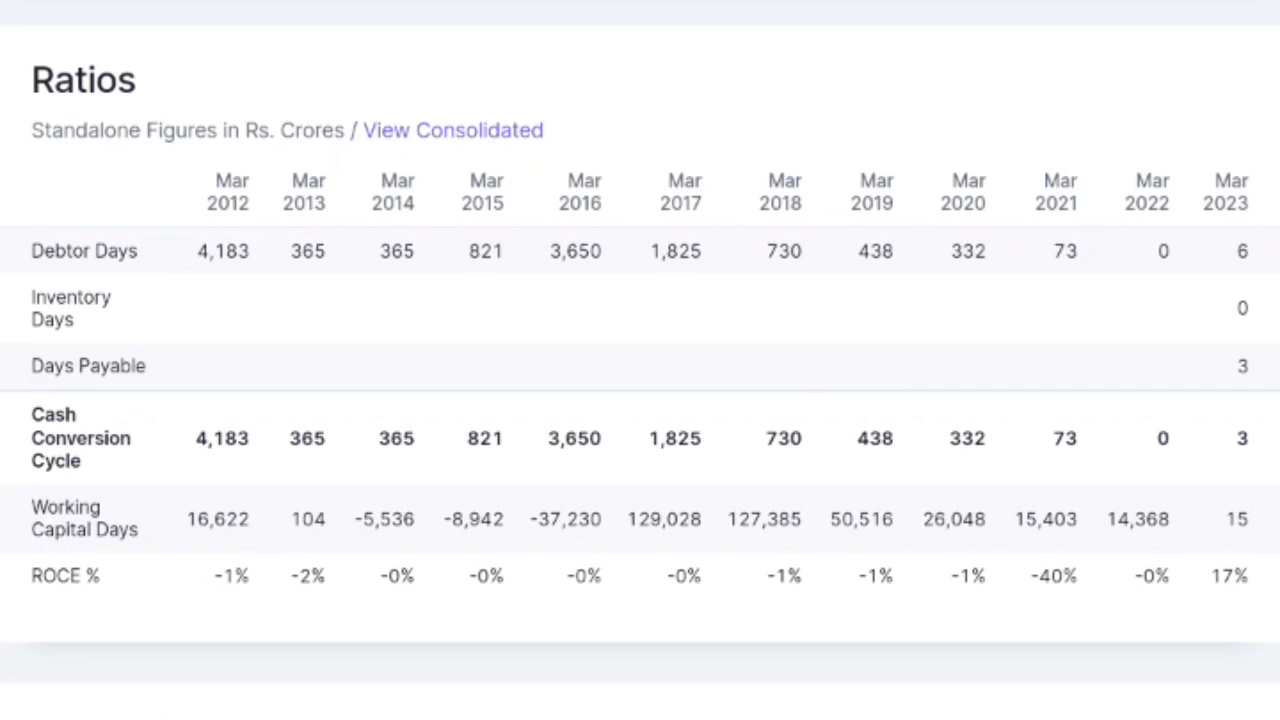 Ratios
Standalone Figures in Rs. Crores / View Consolidated
Mar Mar Mar Mar Mar Mar Mar Mar Mar Mar Mar Mar
2012 2013 2014 2015 2016 2017 2018 2019 2020 2021 2022 2023
Debtor Days 4,183 365 365 821 3,650 1,825 730 438 332 73 0 6
Inventory
Days 0
Days Payable 3
Cash
Conversion 4,183 365 365 821 3,650 1,825 730 438 332 73 0 3
Cycle
Working
Capital Days 16,622 104 -5,536 -8,942 -37,230 129,028 127,385 50,516 26,048 15,403 14,368 15
ROCE % -1% -2% -0% -0% -0% -0% -1% -1% -1% -40% -0% 17%